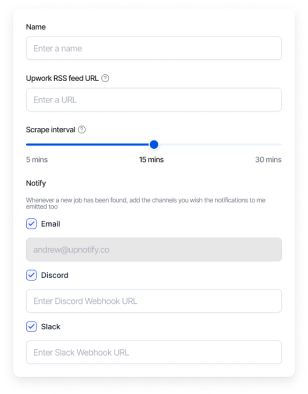 Name
Enter a name
Upwork RSS feed URL ?
Enter a URL
Scrape interval ?
5 mins 15 mins 30 mins
Notify
Whenever a new job has been found, add the channels you wish the notifications to me
emitted too
Email
andrew@upnotify.co
Discord
Enter Discord Webhook URL
Slack
Enter Slack Webhook URL